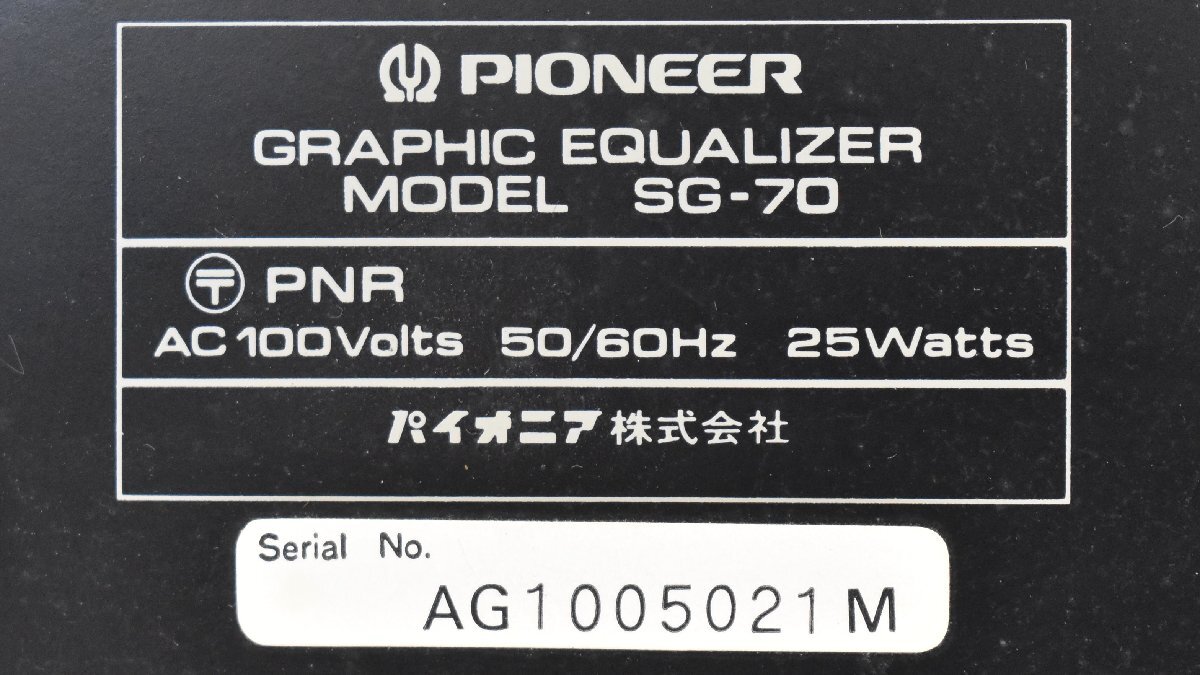 PIONEER
GRAPHIC EQUALIZER
MODEL SG-70
〒 PNR
AC 100Volts 50/60Hz 25Watts
パイオニア株式会社
Serial No.
AG1005021M